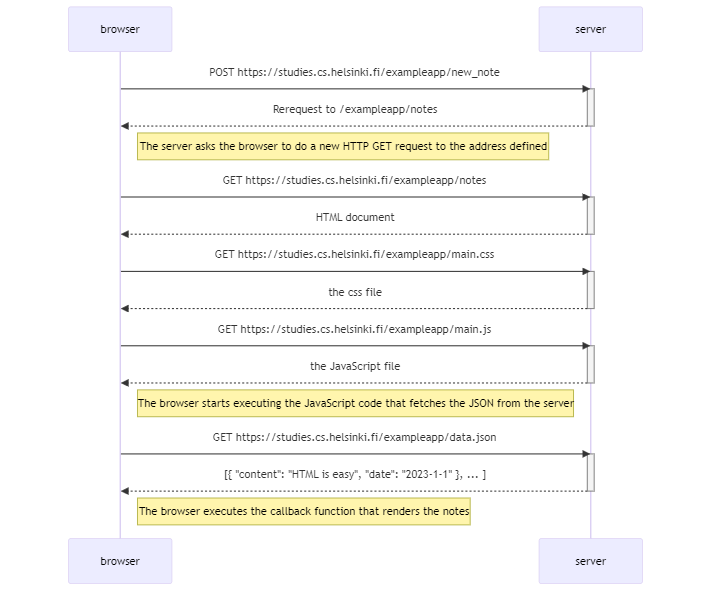 browser
server
POST https://studies.cs.helsinki.fi/exampleapp/new_note
Rerequest to /exampleapp/notes
The server asks the browser to do a new HTTP GET request to the address defined
GET https://studies.cs.helsinki.fi/exampleapp/notes
HTML document
GET https://studies.cs.helsinki.fi/exampleapp/main.css
the css file
GET https://studies.cs.helsinki.fi/exampleapp/main.js
the JavaScript file
The browser starts executing the JavaScript code that fetches the JSON from the server
GET https://studies.cs.helsinki.fi/exampleapp/data.json
[{ "content": "HTML is easy", "date": "2023-1-1" }, ... ]
The browser executes the callback function that renders the notes
browser
server